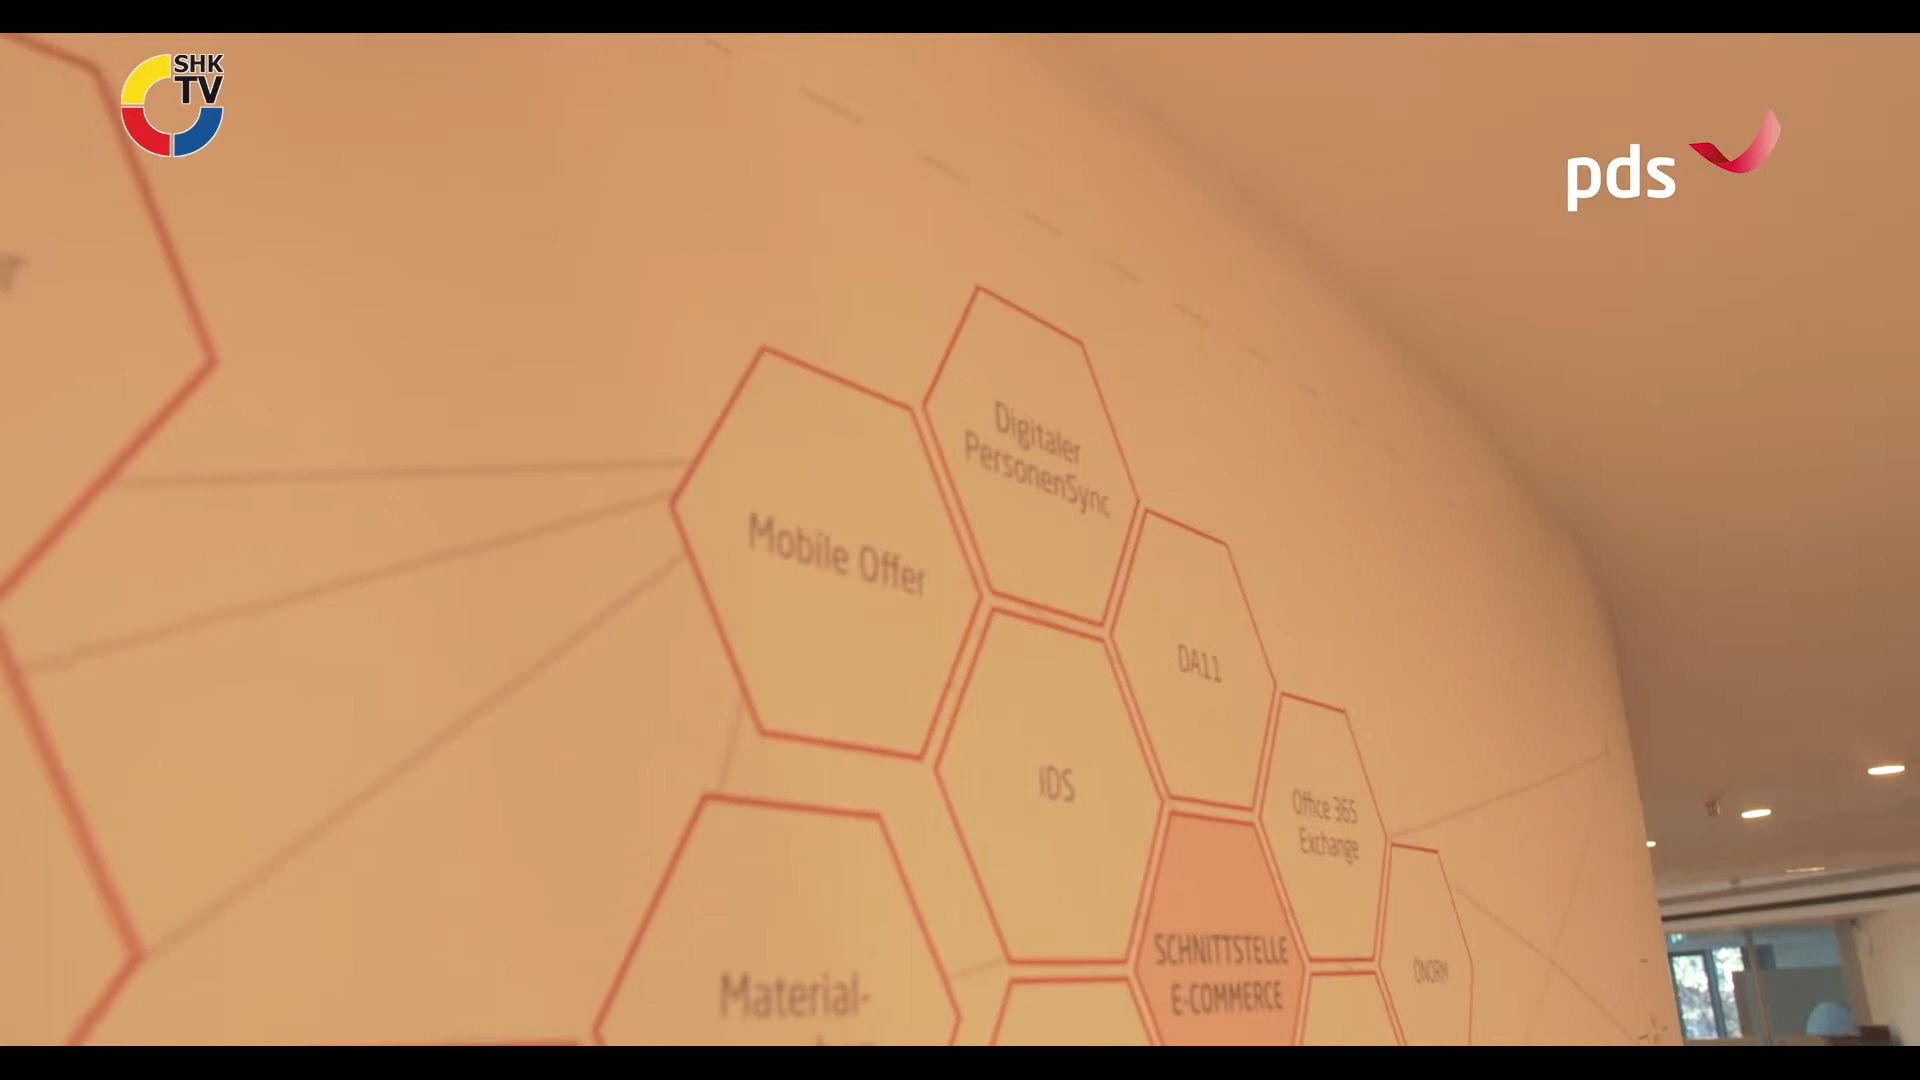 SHK
TV
pds
Digitaler
PersonenSync
Mobile Offer
DA11
IDS
Office 365
Exchange
SCHNITTSTELLE
E-COMMERCE
ÖNORM
Material-